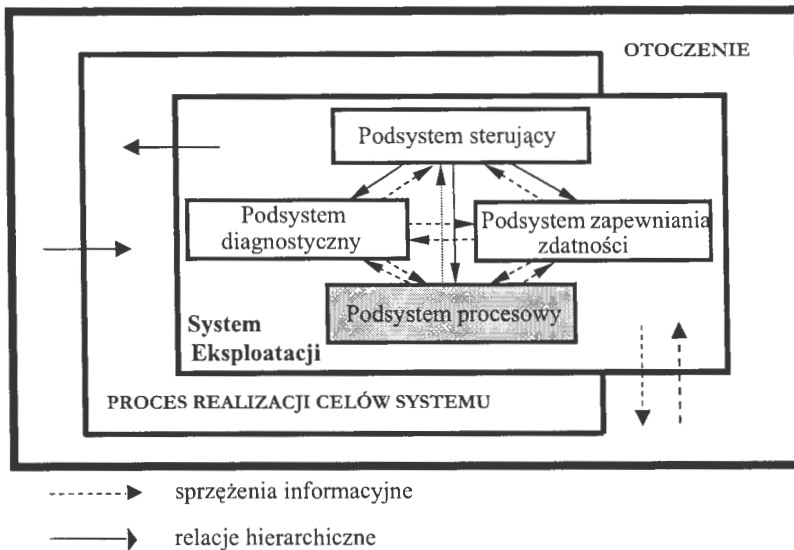 OTOCZENIE
Podsystem sterujący
Podsystem
diagnostyczny
Podsystem zapewniania
zdatności
Podsystem procesowy
System
Eksploatacji
PROCES REALIZACJI CELÓW SYSTEMU
sprzężenia informacyjne
relacje hierarchiczne